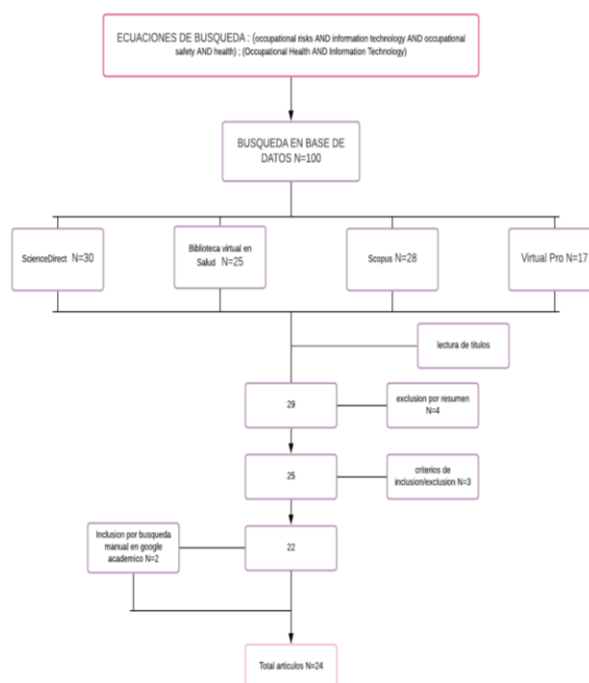 ECUACIONES DE BUSQUEDA : (occupational risks AND information technology AND occupational
safety AND health) ; (Occupational Health AND Information Technology)
BUSQUEDA EN BASE DE
DATOS N=100
ScienceDirect N=30
Biblioteca virtual en
Salud N=25
Scopus N=28
Virtual Pro N=17
lectura de titulos
29
exclusion por resumen
N=4
25
criterios de
inclusion/exclusion N=3
Inclusion por busqueda
manual en google
academico N=2
22
Total articulos N=24